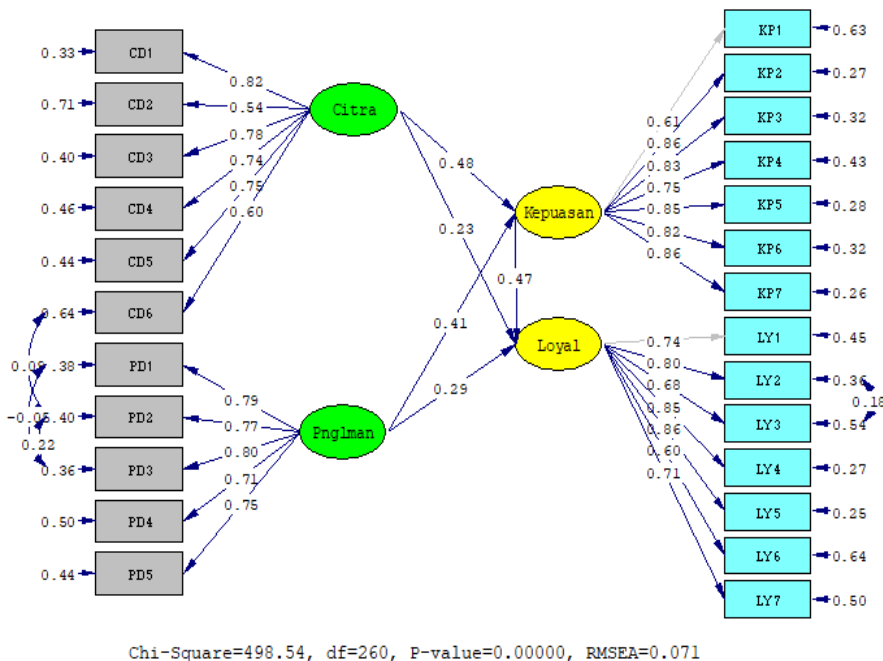 0.33 CD1
0.71 CD2
0.40 CD3
0.46 CD4
0.44 CD5
0.64 CD6
.38 PD1
.40 PD2
0.36 PD3
0.50 PD4
0.44 PD5
-0.05
0.22
0.82
0.54
0.78
0.74
0.75
0.60
0.79
0.77
0.80
0.71
0.75
Citra
Pnglman
0.48
0.23
0.41
0.29
0.47
Kepuasan
Loyal
0.61
0.86
0.83
0.75
0.85
0.82
0.86
0.74
0.80
0.68
0.85
0.86
0.60
0.71
KP1 0.63
KP2 0.27
KP3 0.32
KP4 0.43
KP5 0.28
KP6 0.32
KP7 0.26
LY1 0.45
LY2 0.36
LY3 0.54
LY4 0.27
LY5 0.25
LY6 0.64
LY7 0.50
Chi-Square=498.54, df=260, P-value=0.00000, RMSEA=0.071